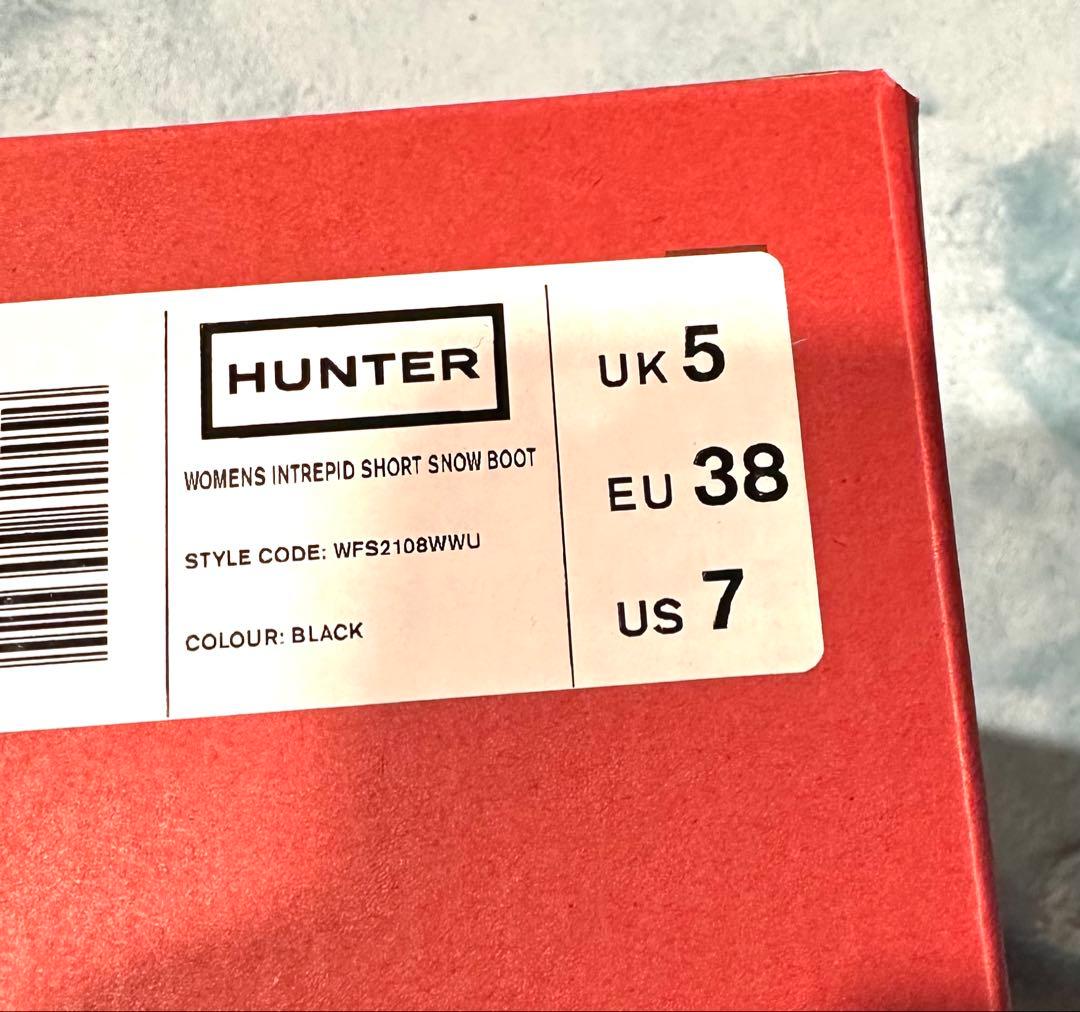 HUNTER
WOMENS INTREPID SHORT SNOW BOOT
STYLE CODE: WFS2108WWU
COLOUR: BLACK
UK 5
EU 38
US 7